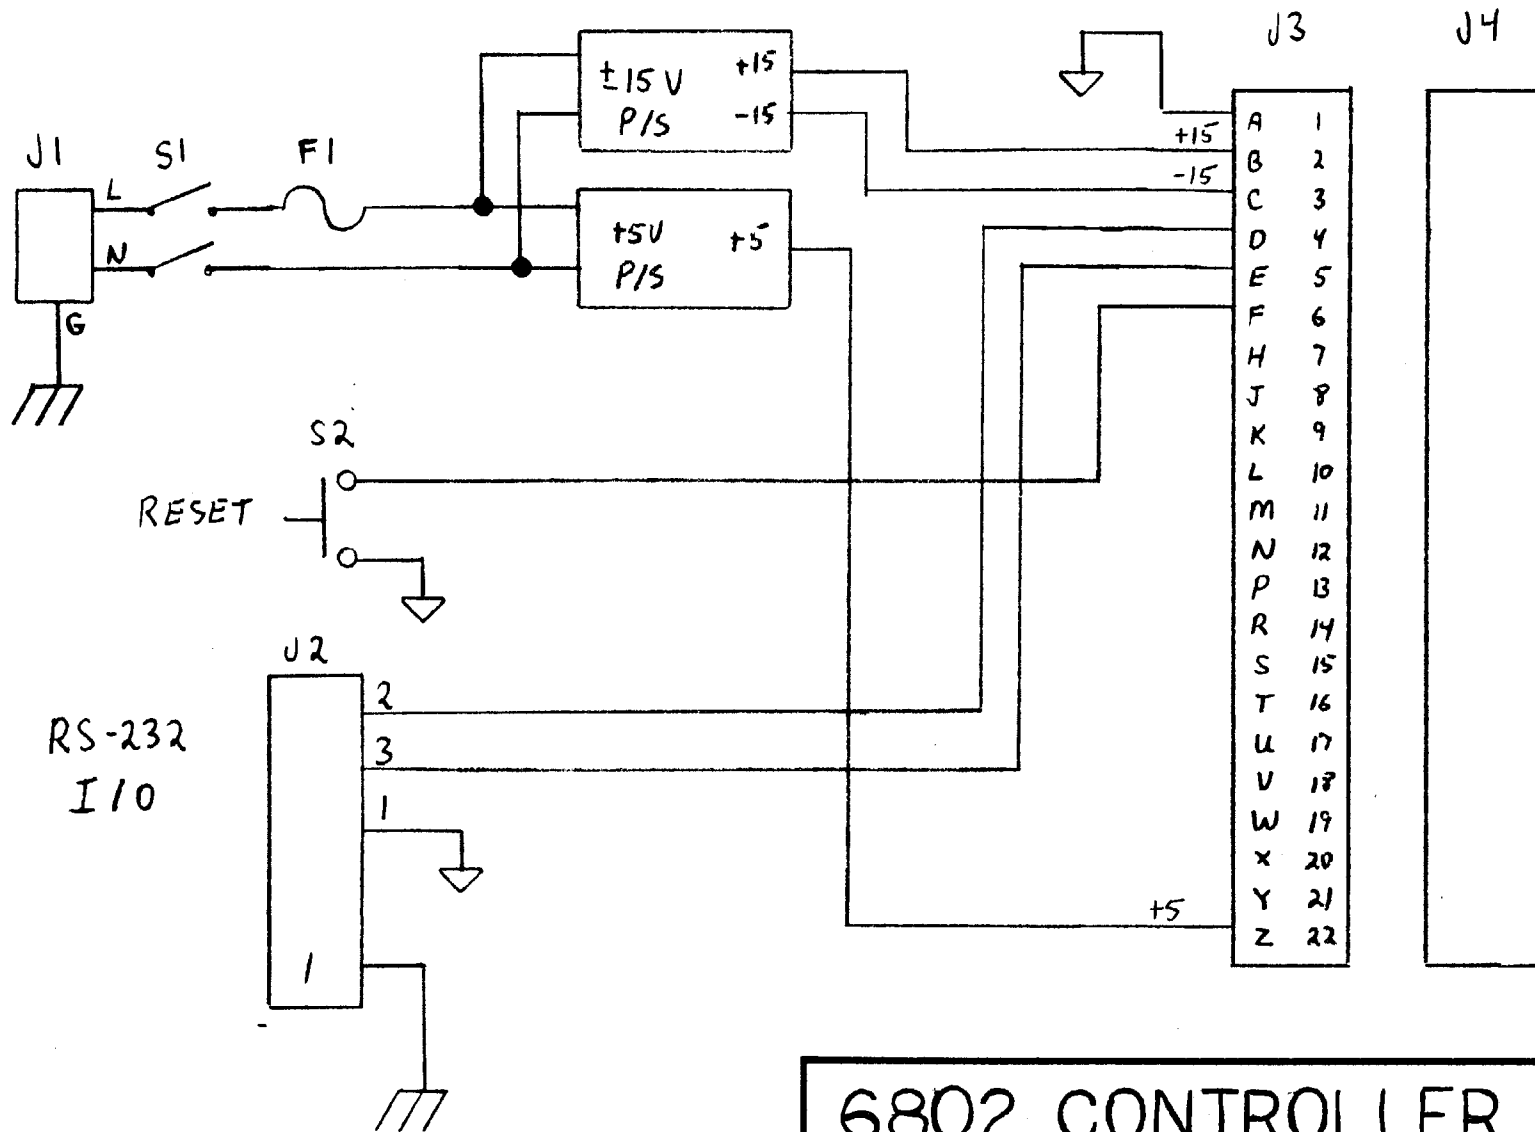 J3 J4
±15V +15
P/S -15
J1 S1 F1
L
N
G
+5V +5
P/S
+15
-15
A 1
B 2
C 3
D 4
E 5
F 6
H 7
J 8
K 9
L 10
M 11
N 12
P 13
R 14
S 15
T 16
U 17
V 18
W 19
X 20
Y 21
Z 22
+5
S2
RESET
J2
RS-232
I/O
2
3
1
1
6802 CONTROLLER